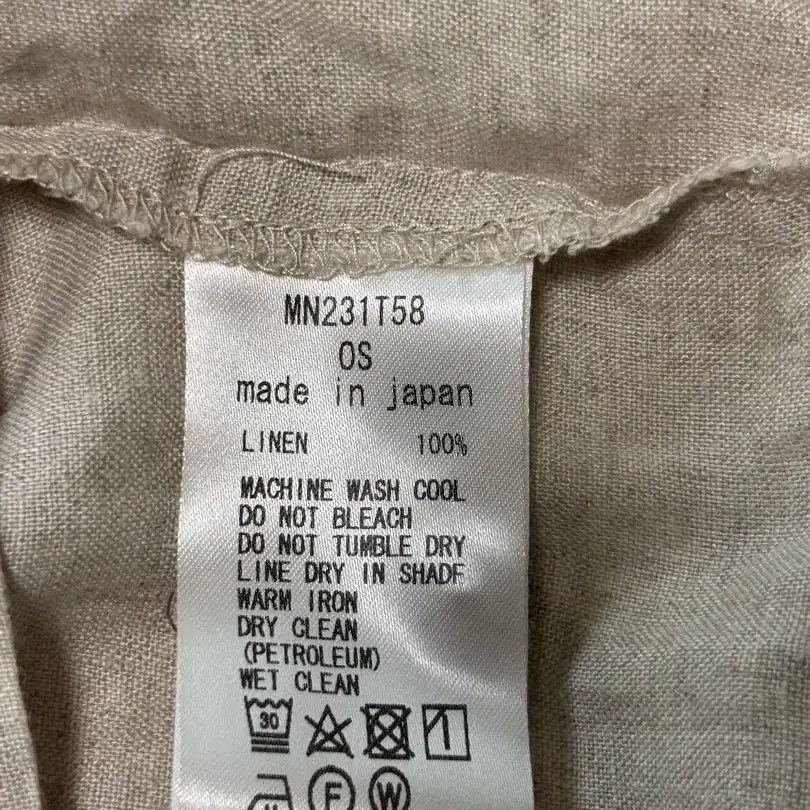 MN231T58
OS
made in japan
LINEN 100%
MACHINE WASH COOL
DO NOT BLEACH
DO NOT TUMBLE DRY
LINE DRY IN SHADE
WARM IRON
DRY CLEAN
(PETROLEUM)
WET CLEAN
30
F W